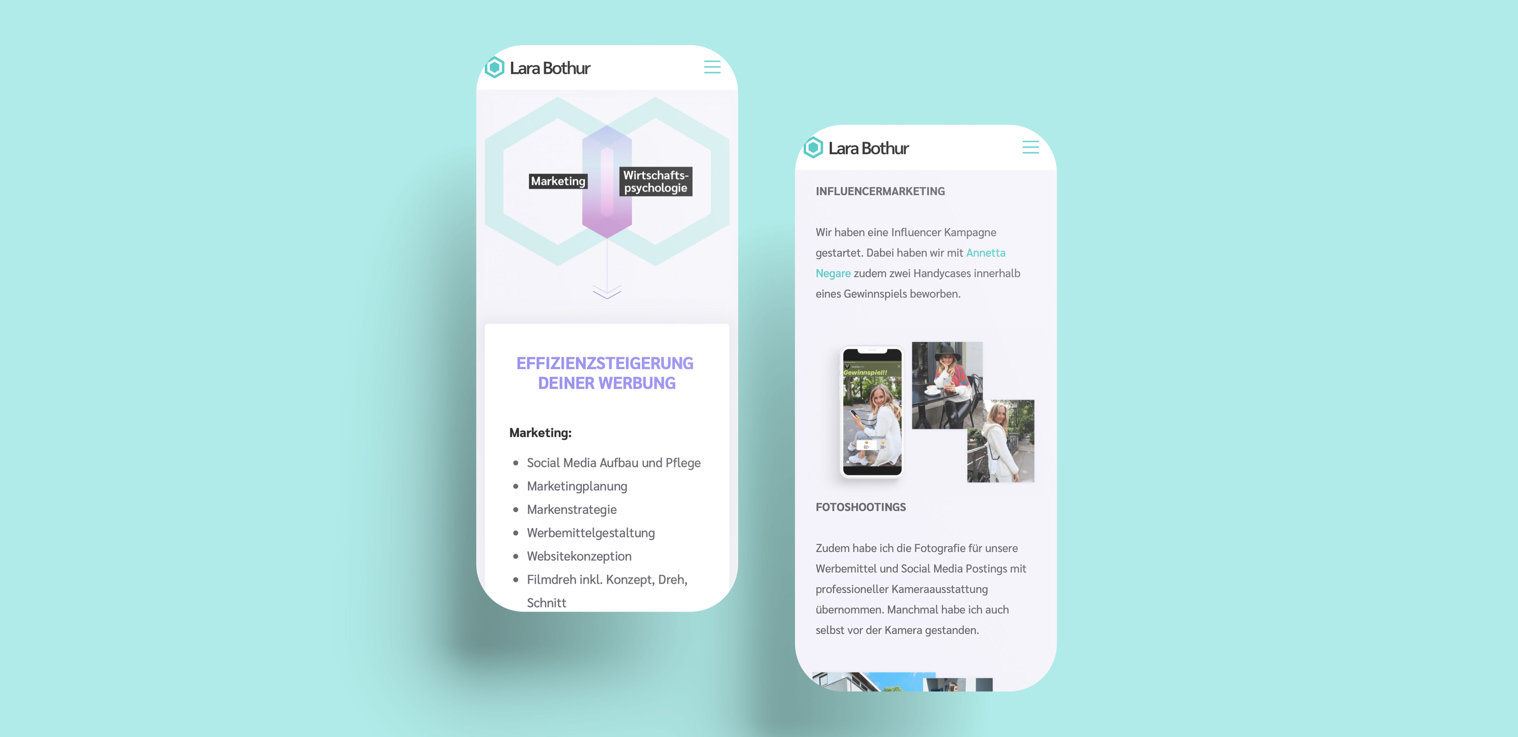 Lara Bothur
Marketing
Wirtschafts-
psychologie
EFFIZIENZSTEIGERUNG
DEINER WERBUNG
Marketing:
• Social Media Aufbau und Pflege
• Marketingplanung
• Markenstrategie
• Werbemittelgestaltung
• Websitekonzeption
• Filmdreh inkl. Konzept, Dreh,
Schnitt
Lara Bothur
INFLUENCERMARKETING
Wir haben eine Influencer Kampagne
gestartet. Dabei haben wir mit Annetta
Negare zudem zwei Handycases innerhalb
eines Gewinnspiels beworben.
Gewinnspiel!!
FOTOSHOOTINGS
Zudem habe ich die Fotografie für unsere
Werbemittel und Social Media Postings mit
professioneller Kameraausstattung
übernommen. Manchmal habe ich auch
selbst vor der Kamera gestanden.